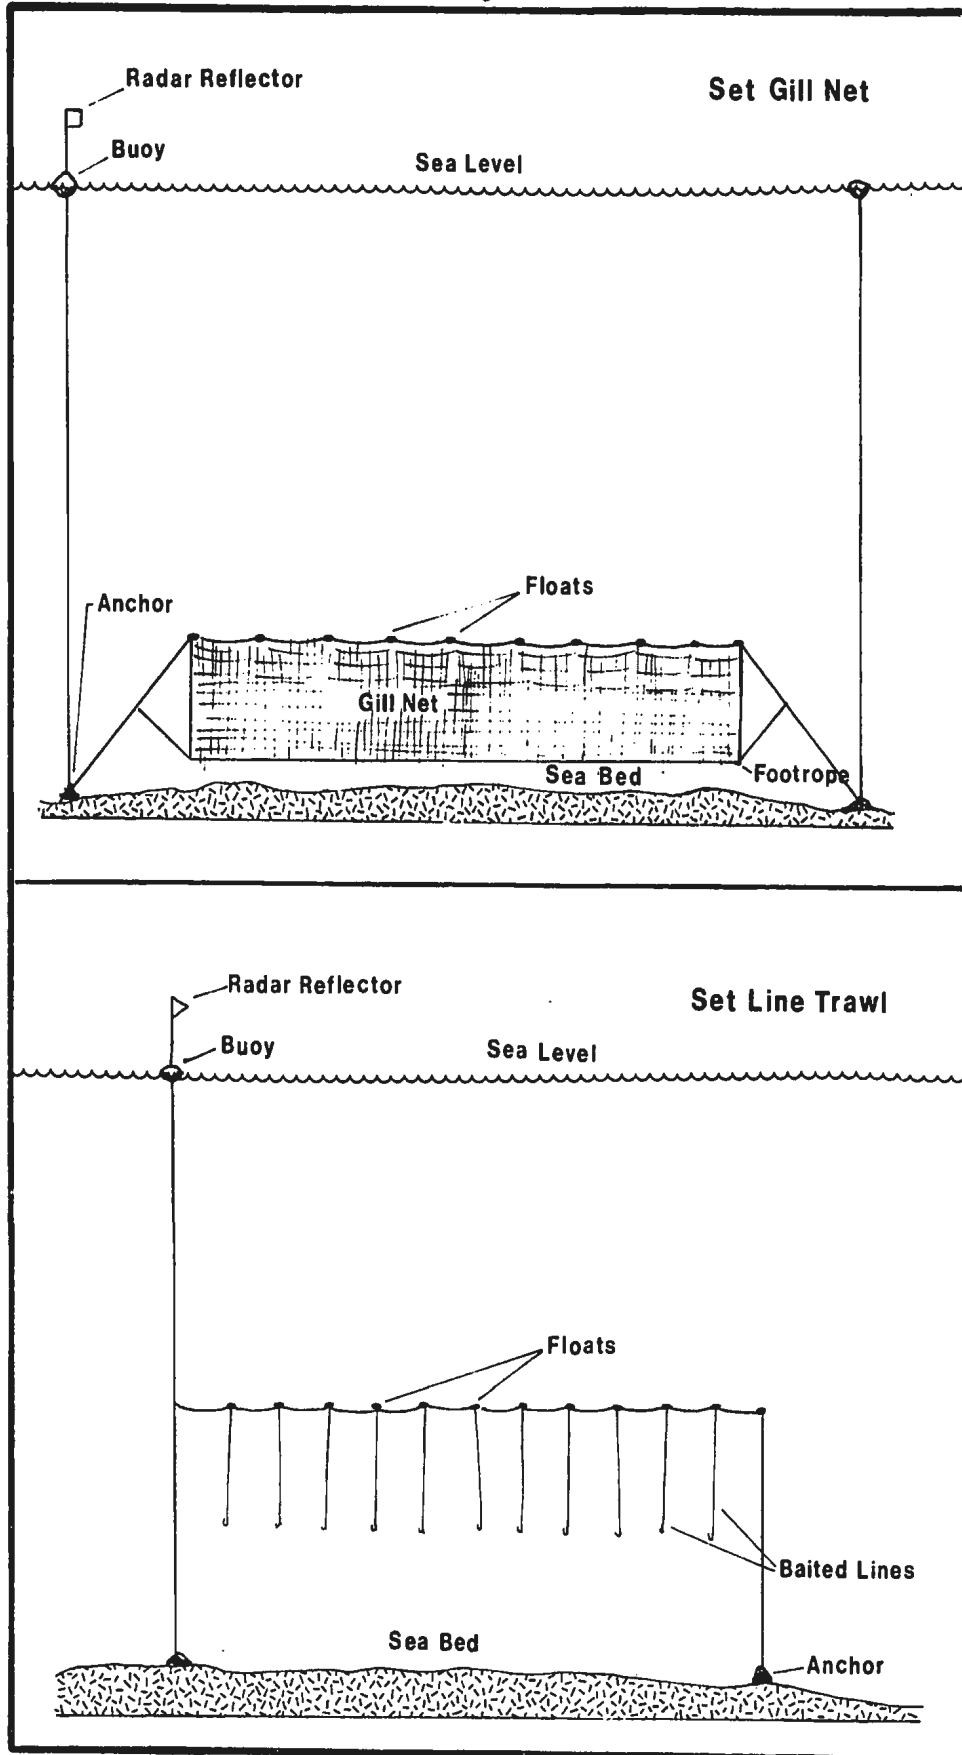 Radar Reflector
Set Gill Net
Buoy
Sea Level
Floats
Anchor
Gill Net
Sea Bed
Footrope
Radar Reflector
Set Line Trawl
Buoy
Sea Level
Floats
Baited Lines
Sea Bed
Anchor